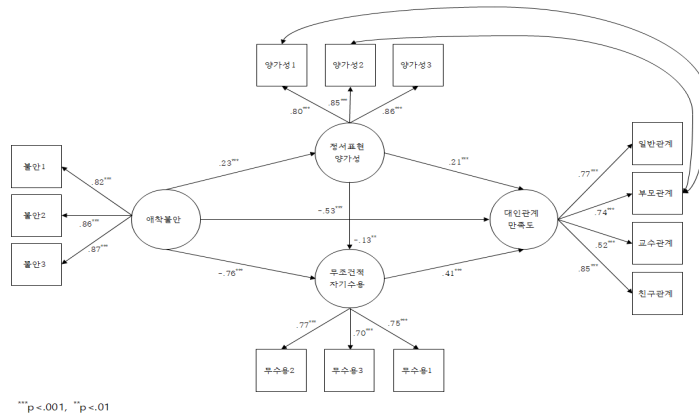 양가성1
양가성2
양가성3
.80***
.85***
.86***
정서표현
양가성
일반관계
불안1
.23***
.21***
.77***
.82***
부모관계
불안2
.74***
.86***
애착불안
-.53***
대인관계
만족도
.52***
교수관계
불안3
.87***
-.13**
.85***
-.76***
무조건적
자기수용
.41***
친구관계
.77***
.70***
.75***
무수용2
무수용3
무수용1
***p<.001, **p<.01